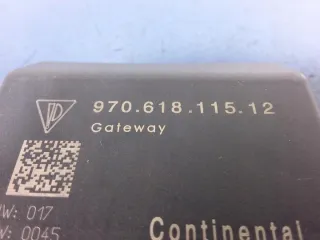 970.618.115.12
Gateway
W: 017
W: 0045
Continental